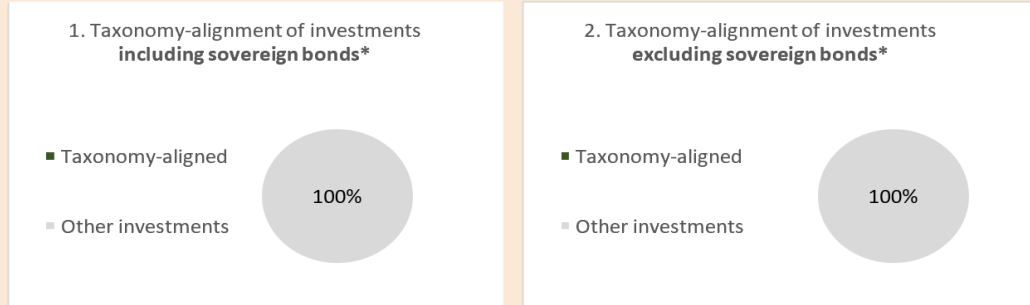 1. Taxonomy-alignment of investments
including sovereign bonds*
Taxonomy-aligned
100%
Other investments
2. Taxonomy-alignment of investments
excluding sovereign bonds*
Taxonomy-aligned
100%
Other investments